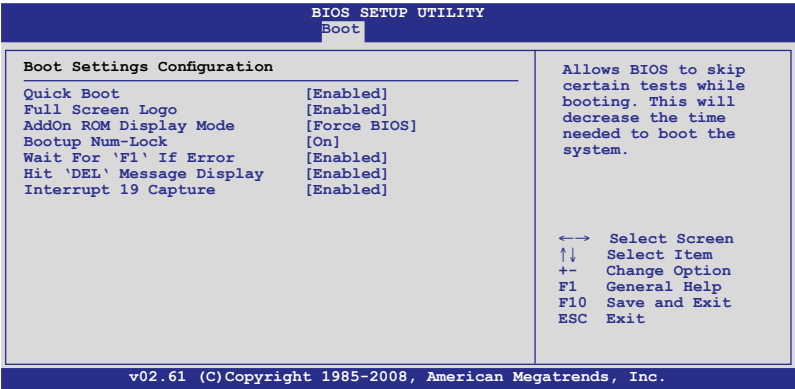 BIOS SETUP UTILITY
Boot
Boot Settings Configuration
Quick Boot [Enabled]
Full Screen Logo [Enabled]
AddOn ROM Display Mode [Force BIOS]
Bootup Num-Lock [On]
Wait For ‘F1‘ If Error [Enabled]
Hit ‘DEL‘ Message Display [Enabled]
Interrupt 19 Capture [Enabled]
Allows BIOS to skip
certain tests while
booting. This will
decrease the time
needed to boot the
system.
←→ Select Screen
↑↓ Select Item
+- Change Option
F1 General Help
F10 Save and Exit
ESC Exit
v02.61 (C)Copyright 1985-2008, American Megatrends, Inc.